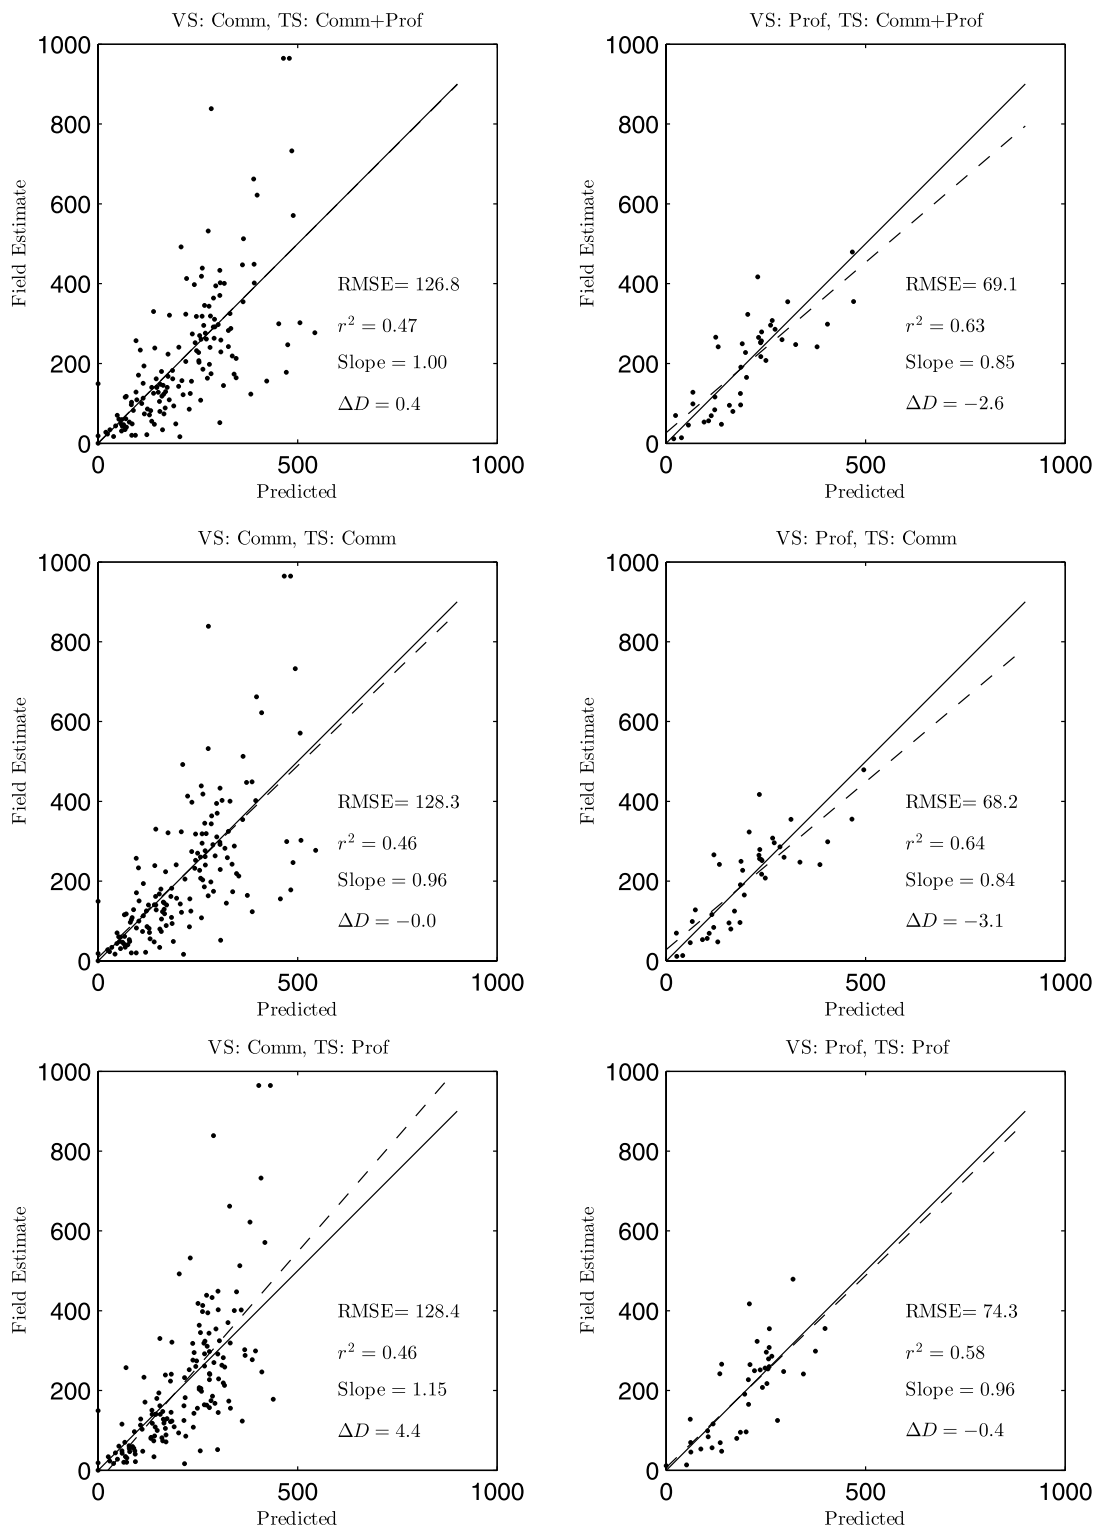 VS: Comm, TS: Comm+Prof
1000
800
600
400
200
0
0 500 1000
Field Estimate
Predicted
RMSE= 126.8
r² = 0.47
Slope = 1.00
ΔD = 0.4
VS: Prof, TS: Comm+Prof
1000
800
600
400
200
0
0 500 1000
Field Estimate
Predicted
RMSE= 69.1
r² = 0.63
Slope = 0.85
ΔD = −2.6
VS: Comm, TS: Comm
1000
800
600
400
200
0
0 500 1000
Field Estimate
Predicted
RMSE= 128.3
r² = 0.46
Slope = 0.96
ΔD = −0.0
VS: Prof, TS: Comm
1000
800
600
400
200
0
0 500 1000
Field Estimate
Predicted
RMSE= 68.2
r² = 0.64
Slope = 0.84
ΔD = −3.1
VS: Comm, TS: Prof
1000
800
600
400
200
0
0 500 1000
Field Estimate
Predicted
RMSE= 128.4
r² = 0.46
Slope = 1.15
ΔD = 4.4
VS: Prof, TS: Prof
1000
800
600
400
200
0
0 500 1000
Field Estimate
Predicted
RMSE= 74.3
r² = 0.58
Slope = 0.96
ΔD = −0.4